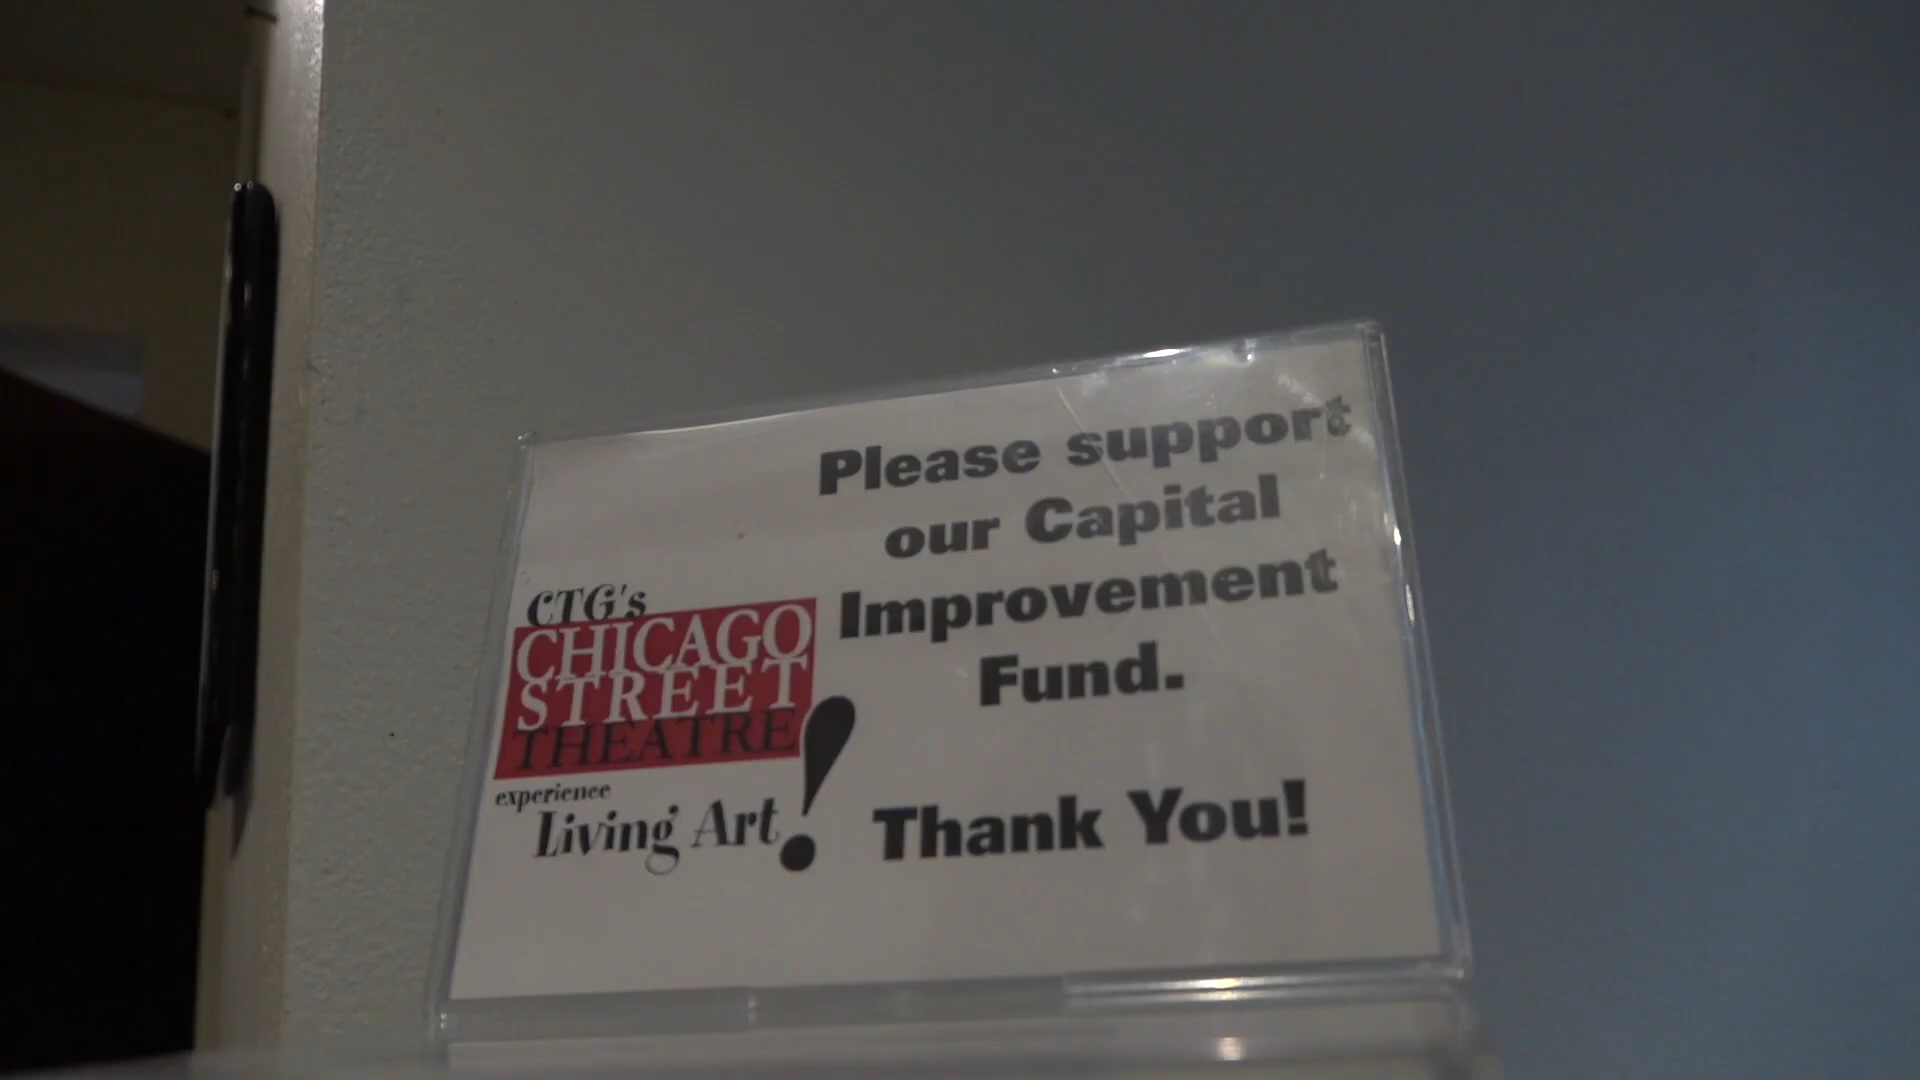 Please support
our Capital
Improvement
Fund.
Thank You!
CTG's
CHICAGO
STREET
THEATRE
experience
Living Art!